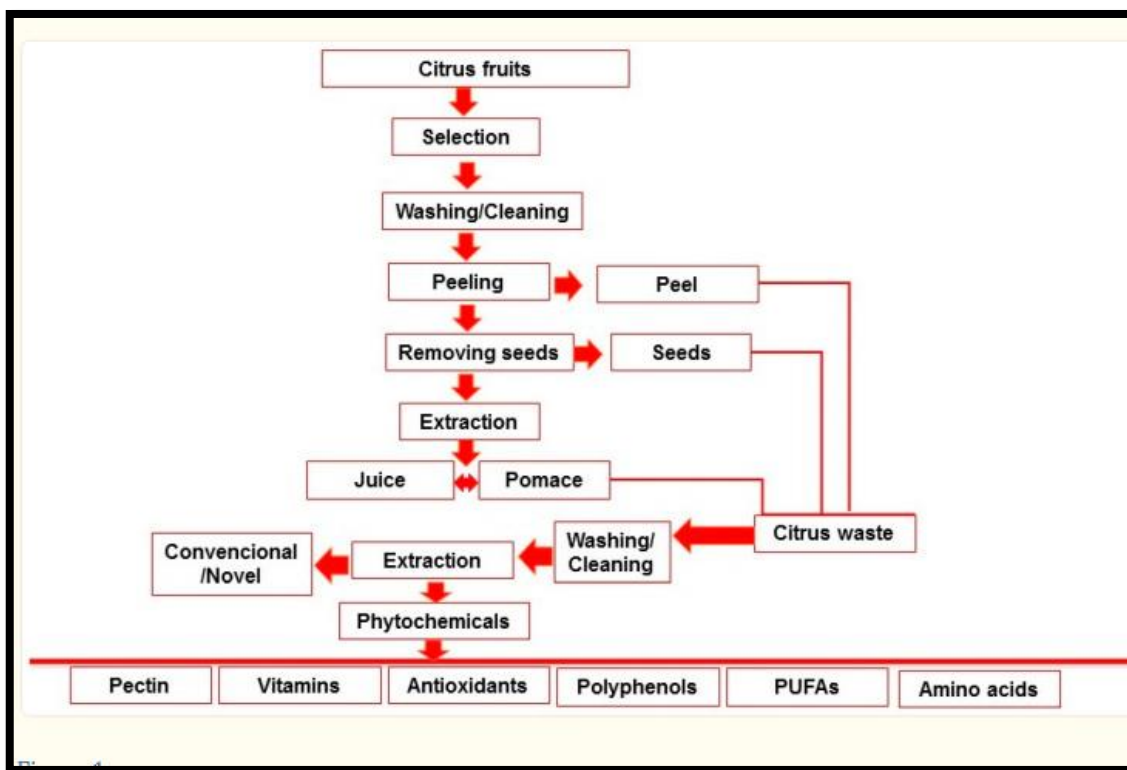 Citrus fruits
Selection
Washing/Cleaning
Peeling
Peel
Removing seeds
Seeds
Extraction
Juice
Pomace
Citrus waste
Washing/
Cleaning
Extraction
Convencional
/Novel
Phytochemicals
Pectin
Vitamins
Antioxidants
Polyphenols
PUFAs
Amino acids